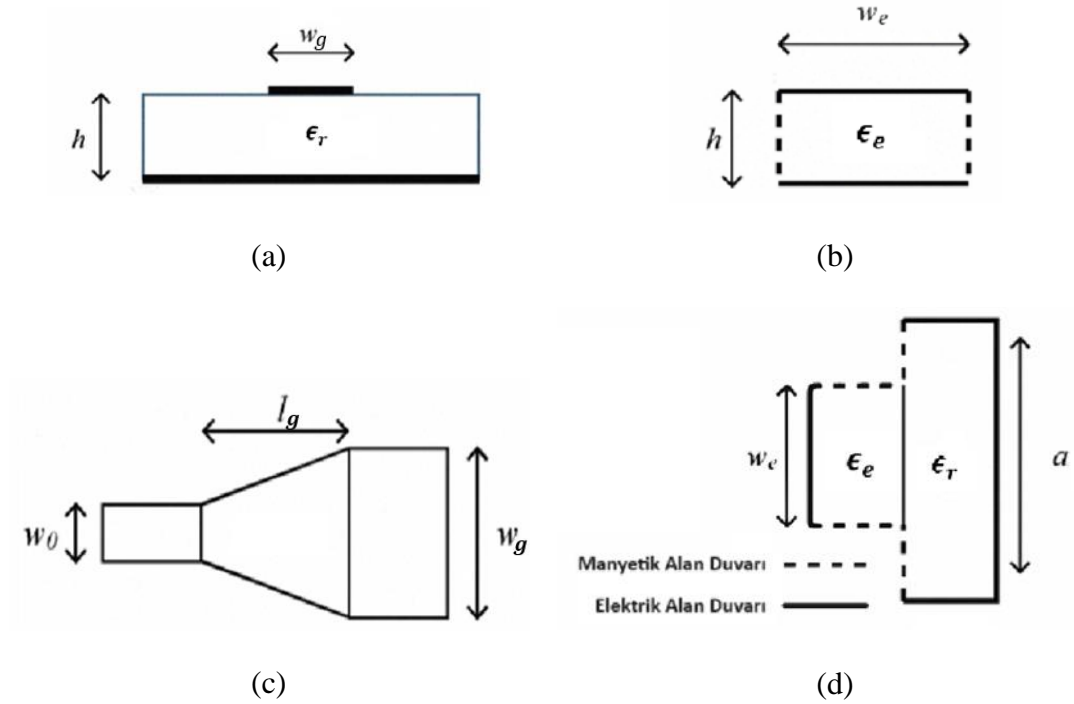 w_g
h
ϵ_r
(a)
w_e
h
ϵ_e
(b)
l_g
w_0
w_g
(c)
w_e
ϵ_e
ϵ_r
a
Manyetik Alan Duvarı
Elektrik Alan Duvarı
(d)